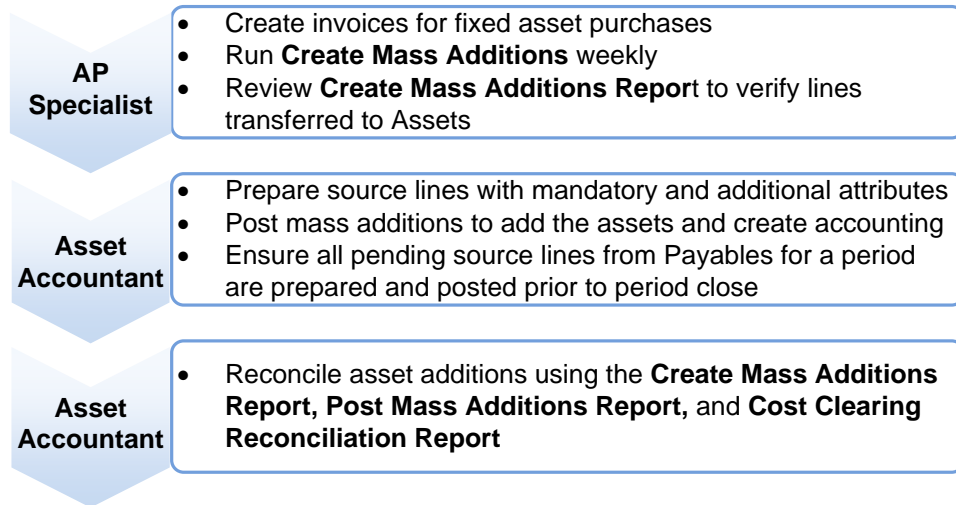 AP
Specialist
• Create invoices for fixed asset purchases
• Run Create Mass Additions weekly
• Review Create Mass Additions Report to verify lines
transferred to Assets
Asset
Accountant
• Prepare source lines with mandatory and additional attributes
• Post mass additions to add the assets and create accounting
• Ensure all pending source lines from Payables for a period
are prepared and posted prior to period close
Asset
Accountant
• Reconcile asset additions using the Create Mass Additions
Report, Post Mass Additions Report, and Cost Clearing
Reconciliation Report